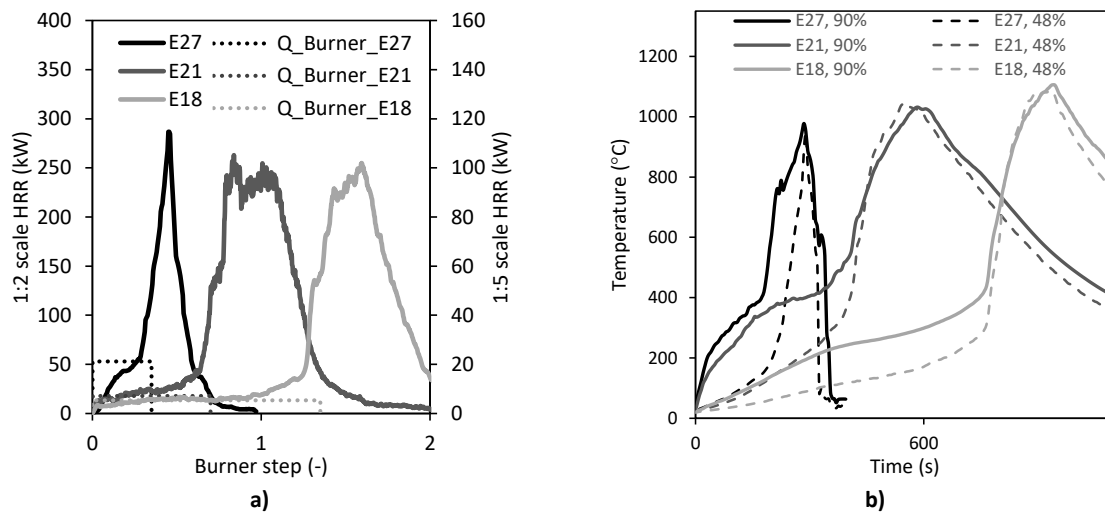 400
350
300
250
200
150
100
50
0
1:2 scale HRR (kW)
E27
E21
E18
Q_Burner_E27
Q_Burner_E21
Q_Burner_E18
160
140
120
100
80
60
40
20
0
1:5 scale HRR (kW)
0 1 2
Burner step (-)
a)
1200
1000
800
600
400
200
0
Temperature (°C)
E27, 90%
E21, 90%
E18, 90%
E27, 48%
E21, 48%
E18, 48%
0 600
Time (s)
b)